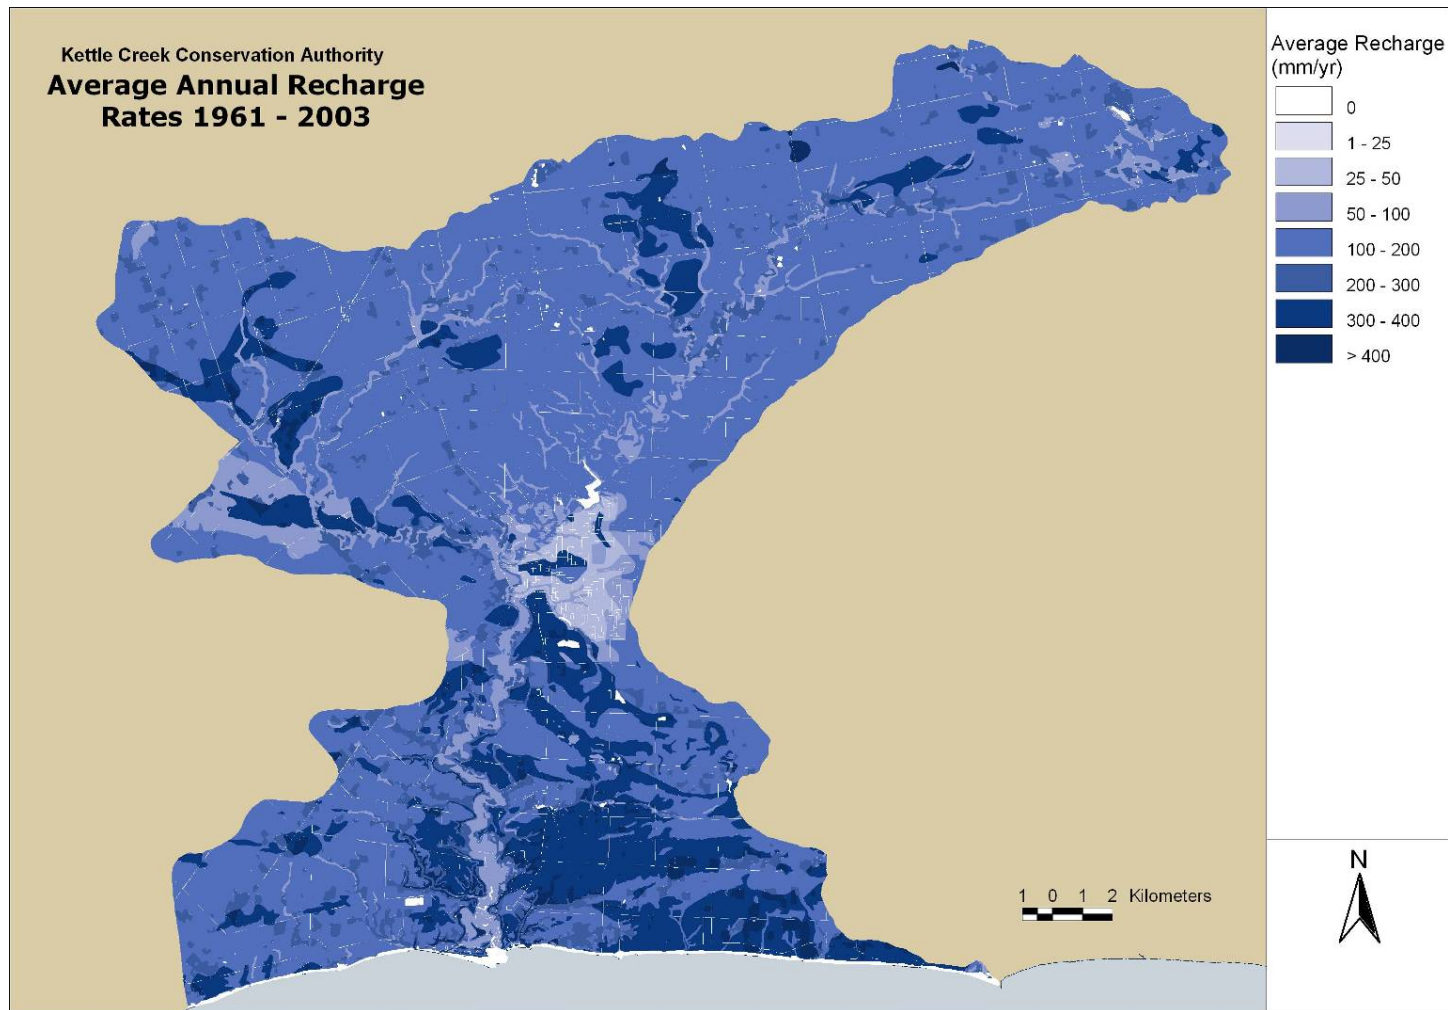 Kettle Creek Conservation Authority
Average Annual Recharge
Rates 1961 - 2003
Average Recharge
(mm/yr)
0
1 - 25
25 - 50
50 - 100
100 - 200
200 - 300
300 - 400
> 400
N
1 0 1 2 Kilometers